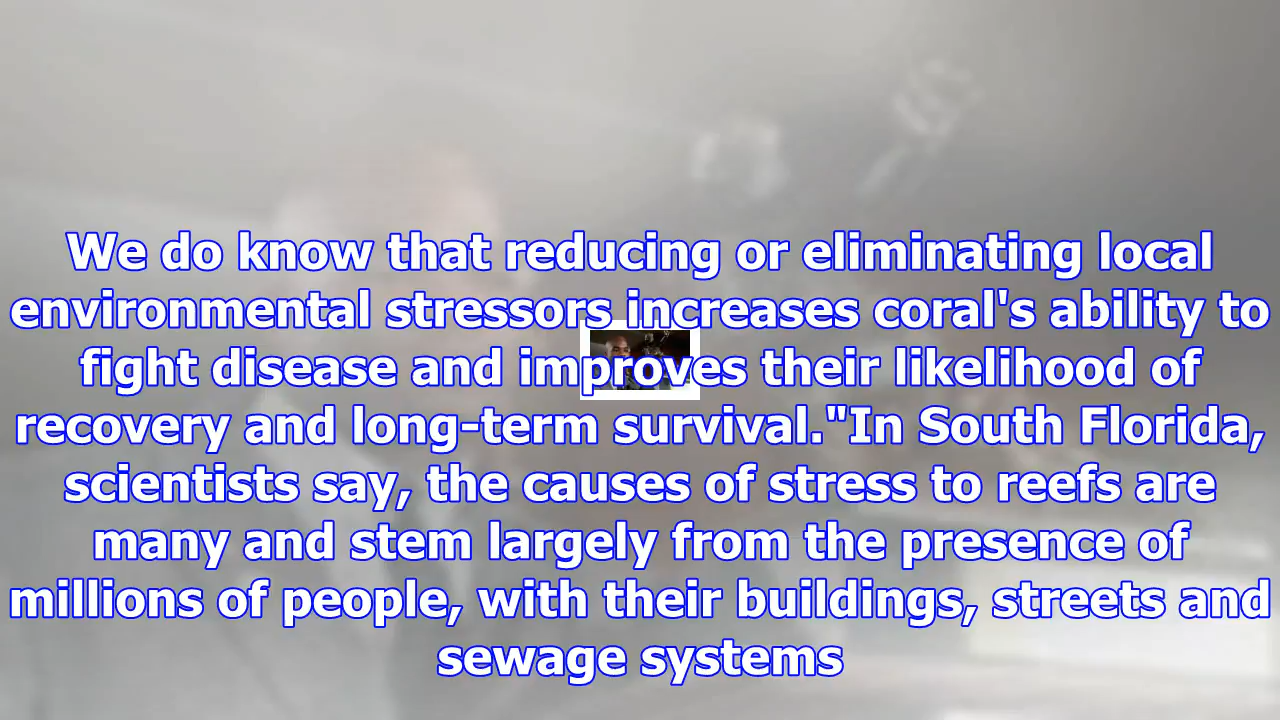 We do know that reducing or eliminating local
environmental stressors increases coral's ability to
fight disease and improves their likelihood of
recovery and long-term survival."In South Florida,
scientists say, the causes of stress to reefs are
many and stem largely from the presence of
millions of people, with their buildings, streets and
sewage systems